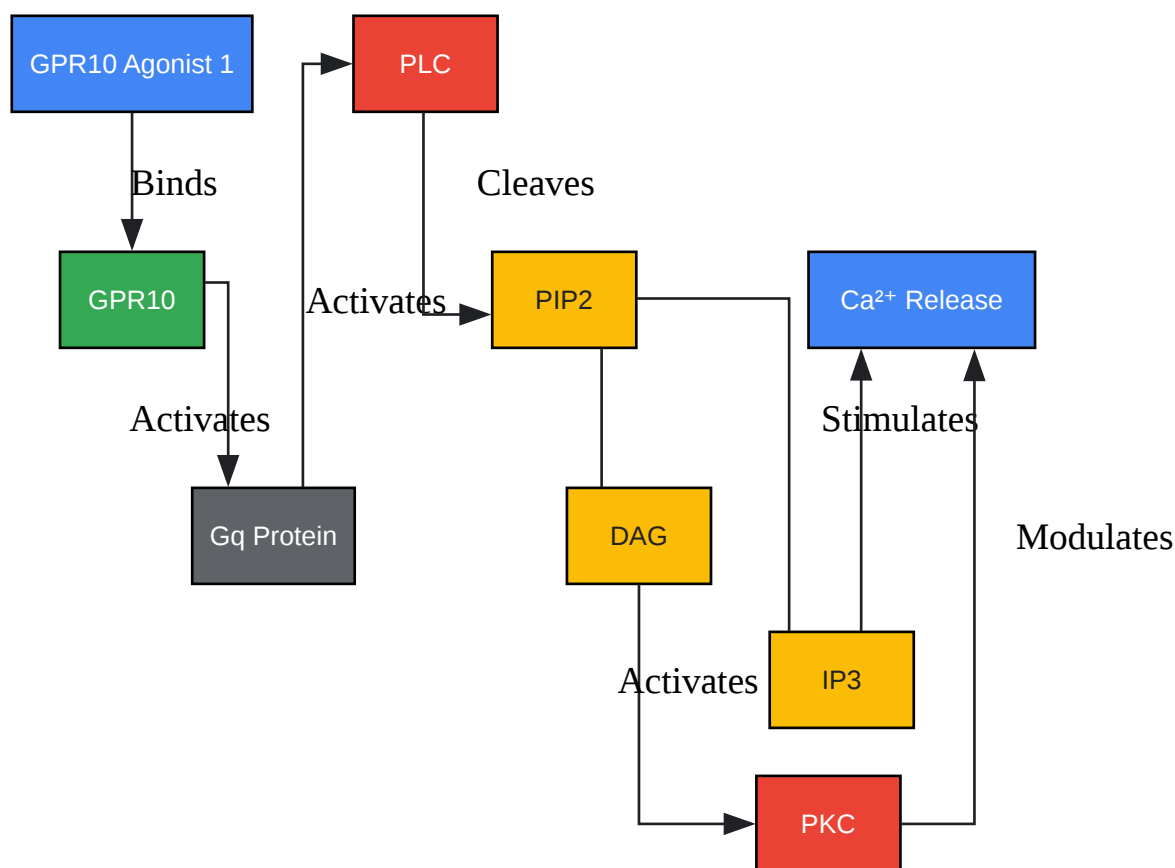 GPR10 Agonist 1
PLC
Binds
Cleaves
GPR10
Activates
PIP2
Ca²⁺ Release
Activates
Stimulates
Gq Protein
DAG
Modulates
Activates
IP3
PKC